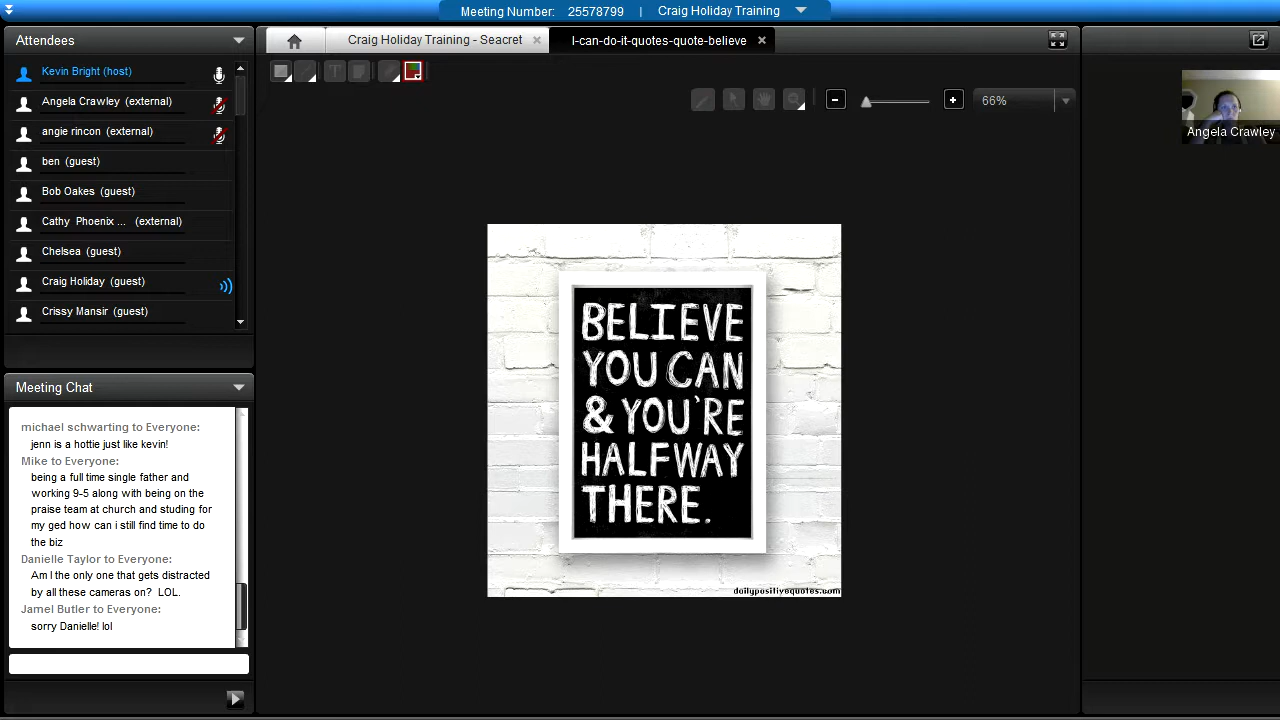 Meeting Number: 25578799 | Craig Holiday Training
Attendees
Kevin Bright (host)
Angela Crawley (external)
angie rincon (external)
ben (guest)
Bob Oakes (guest)
Cathy Phoenix ... (external)
Chelsea (guest)
Craig Holiday (guest)
Crissy Mansir (guest)
Meeting Chat
michael schwarting to Everyone:
jenn is a hottie just like kevin!
Mike to Everyone:
being a full time single father and
working
along with being on the
praise team at church and studing for
my ged how can i still find time to do
the biz
Danielle Taylor to Everyone:
Am I the only one that gets distracted
by all the cameras on? LOL.
Jamel Butler to Everyone:
sorry Danielle! lol
Craig Holiday Training - Seacret
I-can-do-it-quotes-quote-believe
66%
BELIEVE
YOU CAN
& YOU'RE
HALFWAY
THERE.
dailypositivequotes.com
Angela Crawley